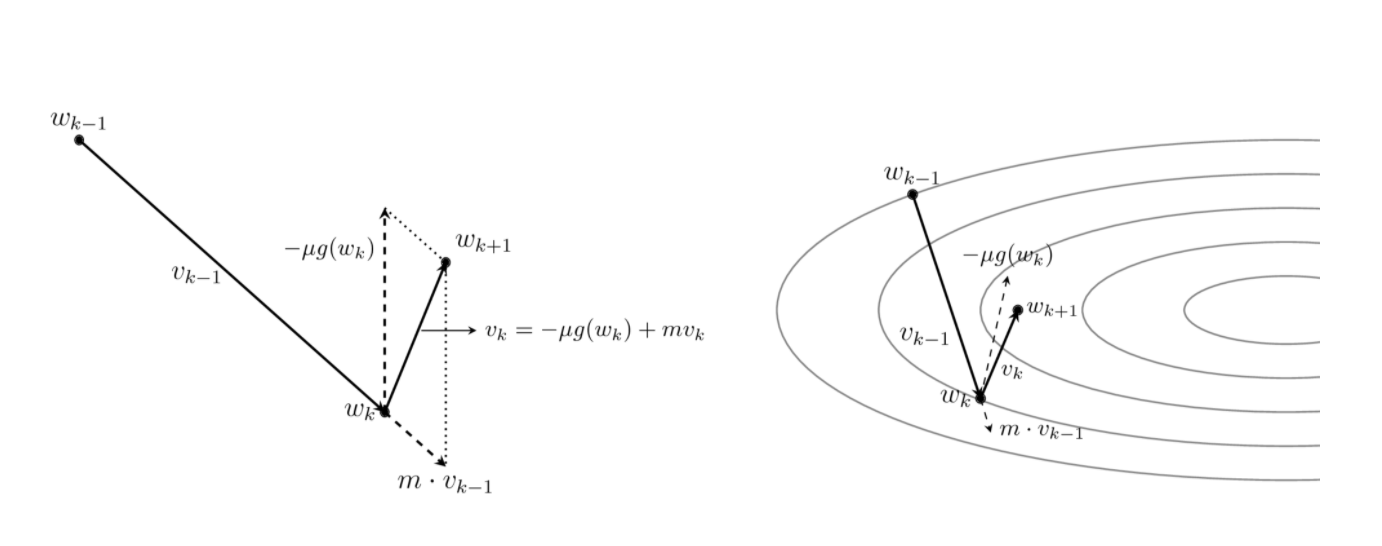 w_{k−1}
−μg(w_k)
w_{k+1}
v_{k−1}
v_k = −μg(w_k) + mv_k
w_k
m · v_{k−1}
w_{k−1}
−μg(w_k)
w_{k+1}
v_{k−1}
v_k
w_k
m · v_{k−1}